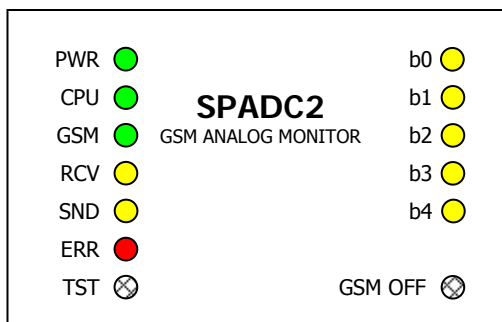 PWR
CPU
GSM
RCV
SND
ERR
TST
SPADC2
GSM ANALOG MONITOR
b0
b1
b2
b3
b4
GSM OFF